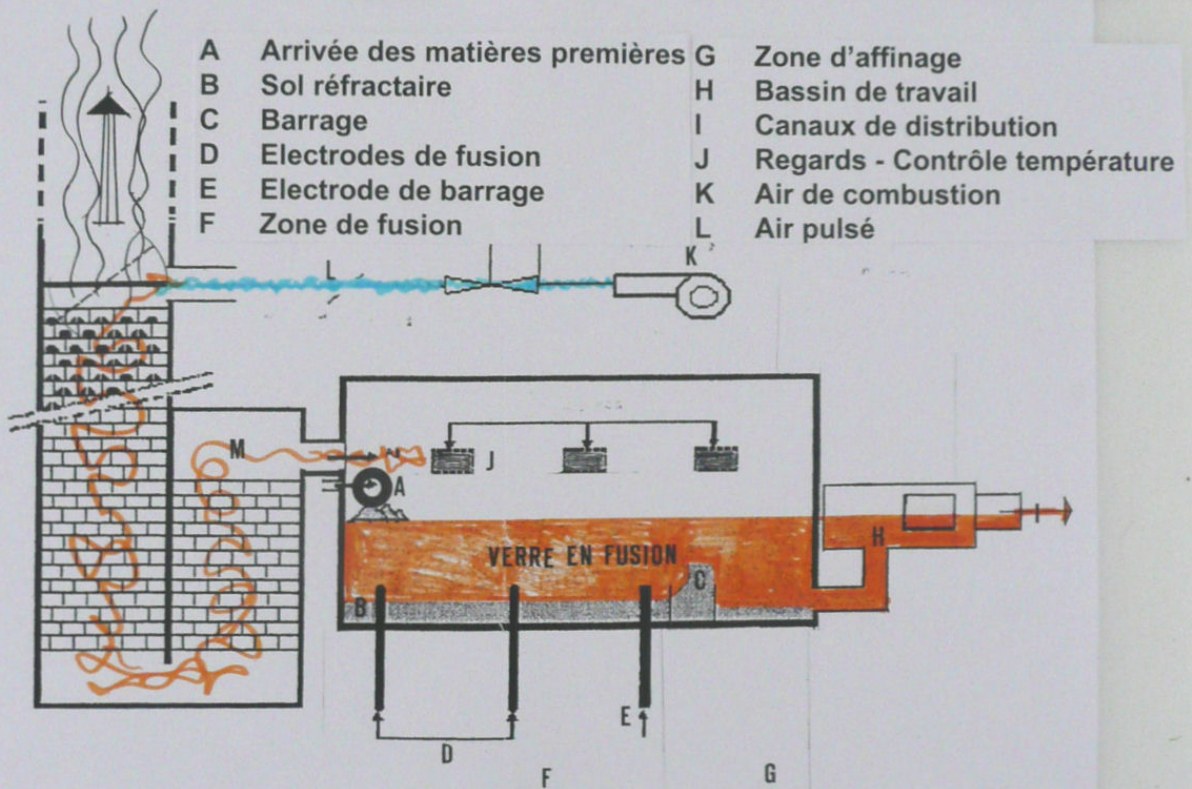 A Arrivée des matières premières
B Sol réfractaire
C Barrage
D Electrodes de fusion
E Electrode de barrage
F Zone de fusion
G Zone d'affinage
H Bassin de travail
I Canaux de distribution
J Regards - Contrôle température
K Air de combustion
L Air pulsé
K
L
M
J
A
H
I
VERRE EN FUSION
C
B
E
D
F
G